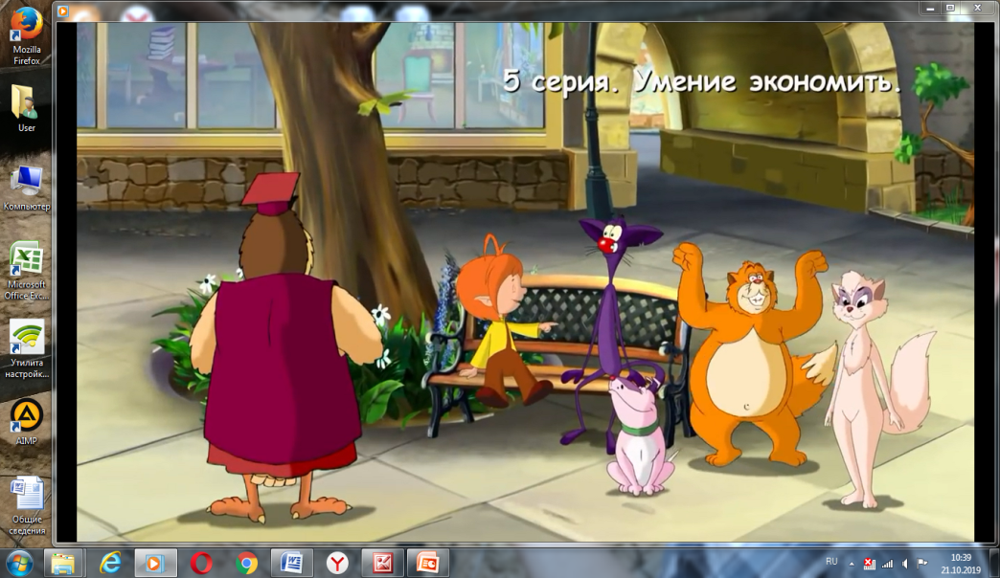 5 серия. Умение экономить.
Mozilla
Firefox
User
Компьютер
Microsoft
Office Exc...
Утилита
настройк...
AIMP
Общие
сведения
RU
10:39
21.10.2019